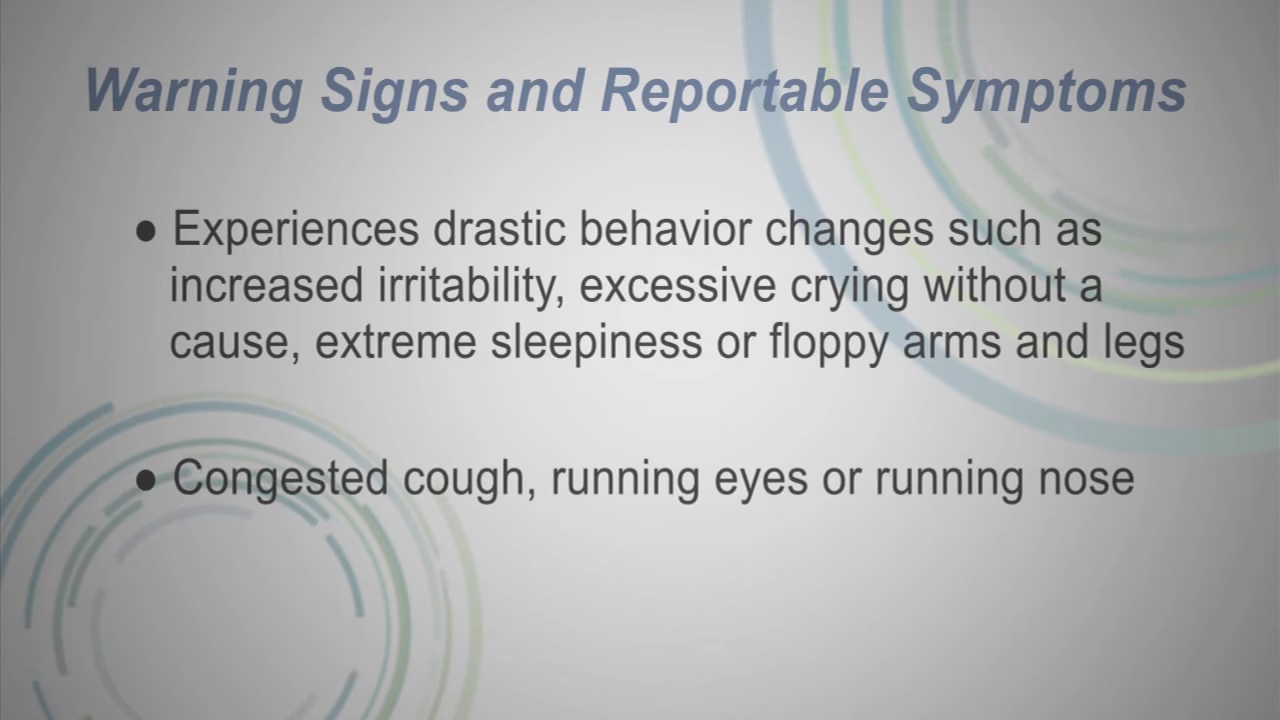 Warning Signs and Reportable Symptoms
● Experiences drastic behavior changes such as
increased irritability, excessive crying without a
cause, extreme sleepiness or floppy arms and legs
● Congested cough, running eyes or running nose